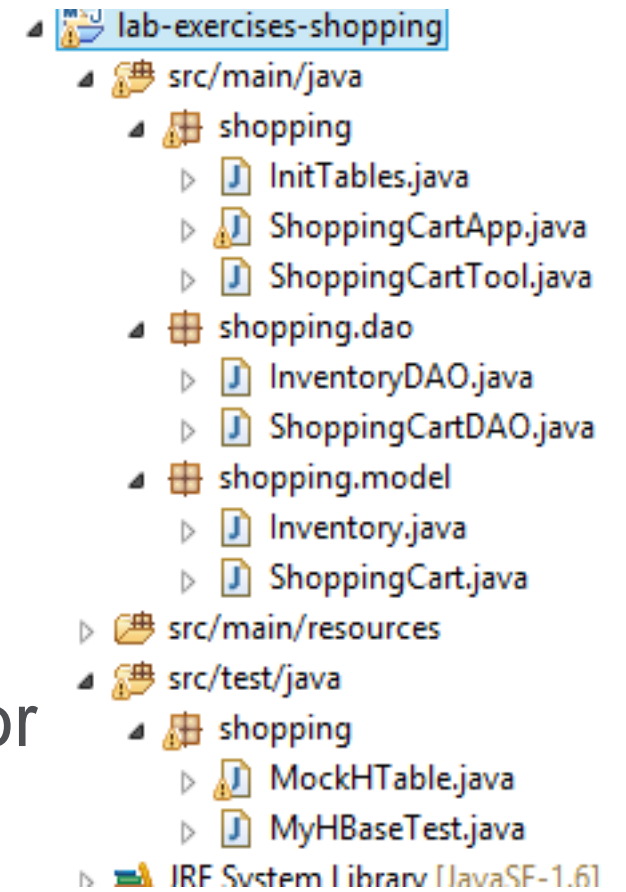 lab-exercises-shopping
src/main/java
shopping
InitTables.java
ShoppingCartApp.java
ShoppingCartTool.java
shopping.dao
InventoryDAO.java
ShoppingCartDAO.java
shopping.model
Inventory.java
ShoppingCart.java
src/main/resources
src/test/java
or
shopping
MockHTable.java
MyHBaseTest.java
JRE System Library [JavaSE-1.6]